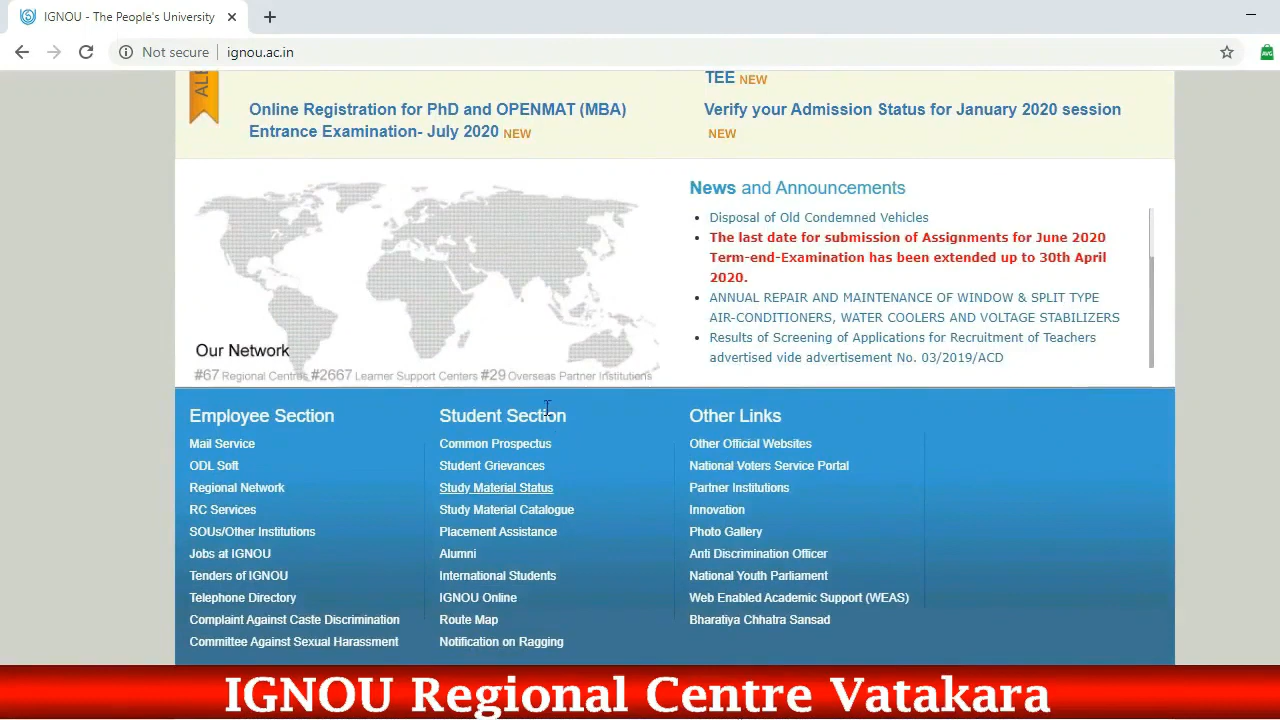 IGNOU - The People's University
Not secure
ignou.ac.in
TEE NEW
Online Registration for PhD and OPENMAT (MBA)
Entrance Examination- July 2020 NEW
Verify your Admission Status for January 2020 session
NEW
News and Announcements
Disposal of Old Condemned Vehicles
The last date for submission of Assignments for June 2020
Term-end-Examination has been extended up to 30th April
2020.
ANNUAL REPAIR AND MAINTENANCE OF WINDOW & SPLIT TYPE
AIR-CONDITIONERS, WATER COOLERS AND VOLTAGE STABILIZERS
Results of Screening of Applications for Recruitment of Teachers
advertised vide advertisement No. 03/2019/ACD
Our Network
#67 Regional Centres #2667 Learner Support Centers #29 Overseas Partner Institutions
Employee Section
Mail Service
ODL Soft
Regional Network
RC Services
SOUs/Other Institutions
Jobs at IGNOU
Tenders of IGNOU
Telephone Directory
Complaint Against Caste Discrimination
Committee Against Sexual Harassment
Student Section
Common Prospectus
Student Grievances
Study Material Status
Study Material Catalogue
Placement Assistance
Alumni
International Students
IGNOU Online
Route Map
Notification on Ragging
Other Links
Other Official Websites
National Voters Service Portal
Partner Institutions
Innovation
Photo Gallery
Anti Discrimination Officer
National Youth Parliament
Web Enabled Academic Support (WEAS)
Bharatiya Chhatra Sansad
IGNOU Regional Centre Vatakara